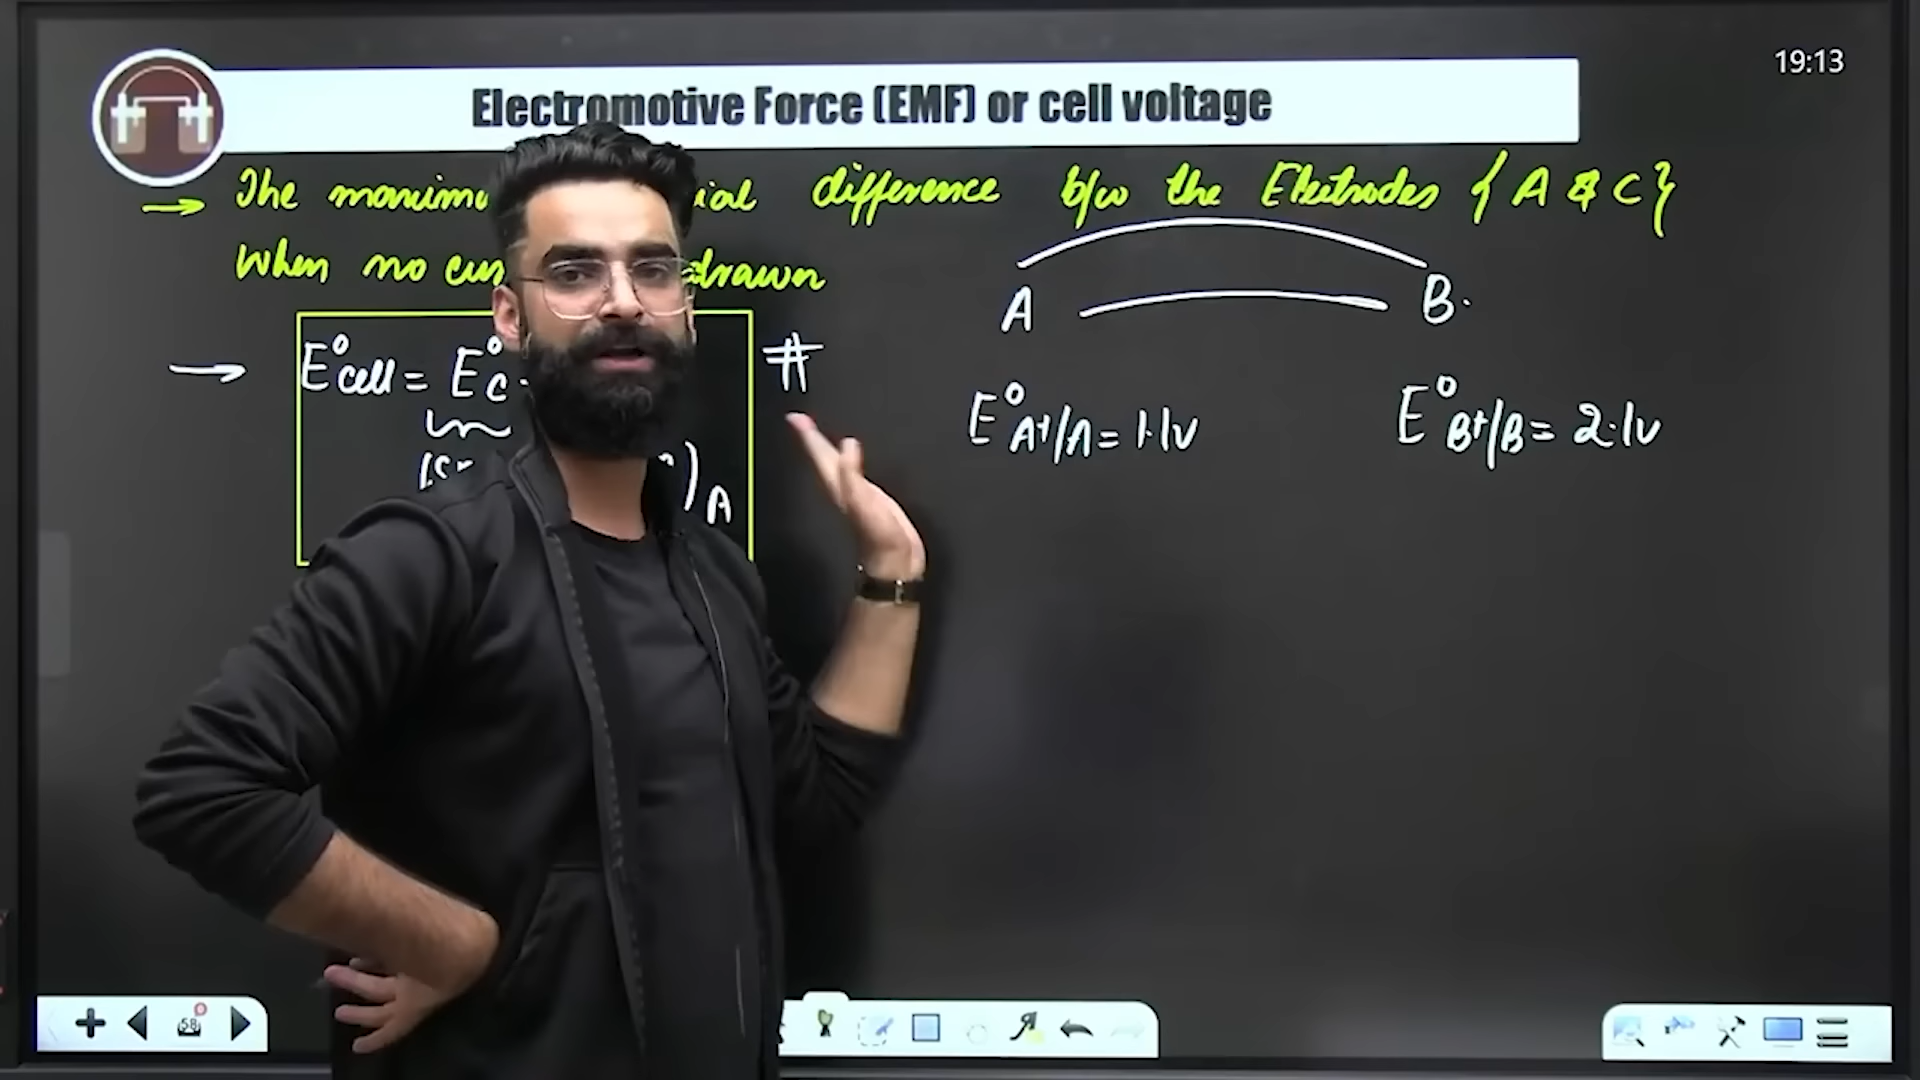 Electromotive Force (EMF) or cell voltage
19:13
→ The difference b/w the Electrodes { A & C}
When no drawn
→ E°cell = E°c
)A
#
A B.
E°A+/A = 1.1v E°B+/B = 2.1v
58